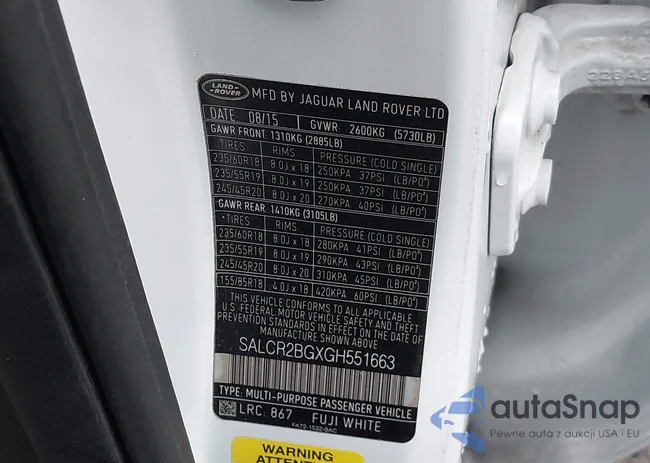 LAND ROVER
MFD BY JAGUAR LAND ROVER LTD
DATE: 08/15 GVWR: 2600KG (5730LB)
GAWR FRONT: 1310KG (2885LB)
TIRES RIMS PRESSURE (COLD SINGLE)
235/60R18 8.0J x 18 250KPA 37PSI (LB/PO²)
235/55R19 8.0J x 19 250KPA 37PSI (LB/PO²)
245/45R20 8.0J x 20 270KPA 40PSI (LB/PO²)
GAWR REAR: 1410KG (3105LB)
TIRES RIMS PRESSURE (COLD SINGLE)
235/60R18 8.0J x 18 280KPA 41PSI (LB/PO²)
235/55R19 8.0J x 19 290KPA 43PSI (LB/PO²)
245/45R20 8.0J x 20 310KPA 45PSI (LB/PO²)
155/85R18 4.0J x 18 420KPA 60PSI (LB/PO²)
THIS VEHICLE CONFORMS TO ALL APPLICABLE
U.S. FEDERAL MOTOR VEHICLE SAFETY AND THEFT
PREVENTION STANDARDS IN EFFECT ON THE DATE OF
MANUFACTURE SHOWN ABOVE.
SALCR2BGXGH551663
TYPE: MULTI-PURPOSE PASSENGER VEHICLE
LRC: 867 FUJI WHITE
FK72-1532-BAC
WARNING
autaSnap
Pewne auta z aukcji USA i EU